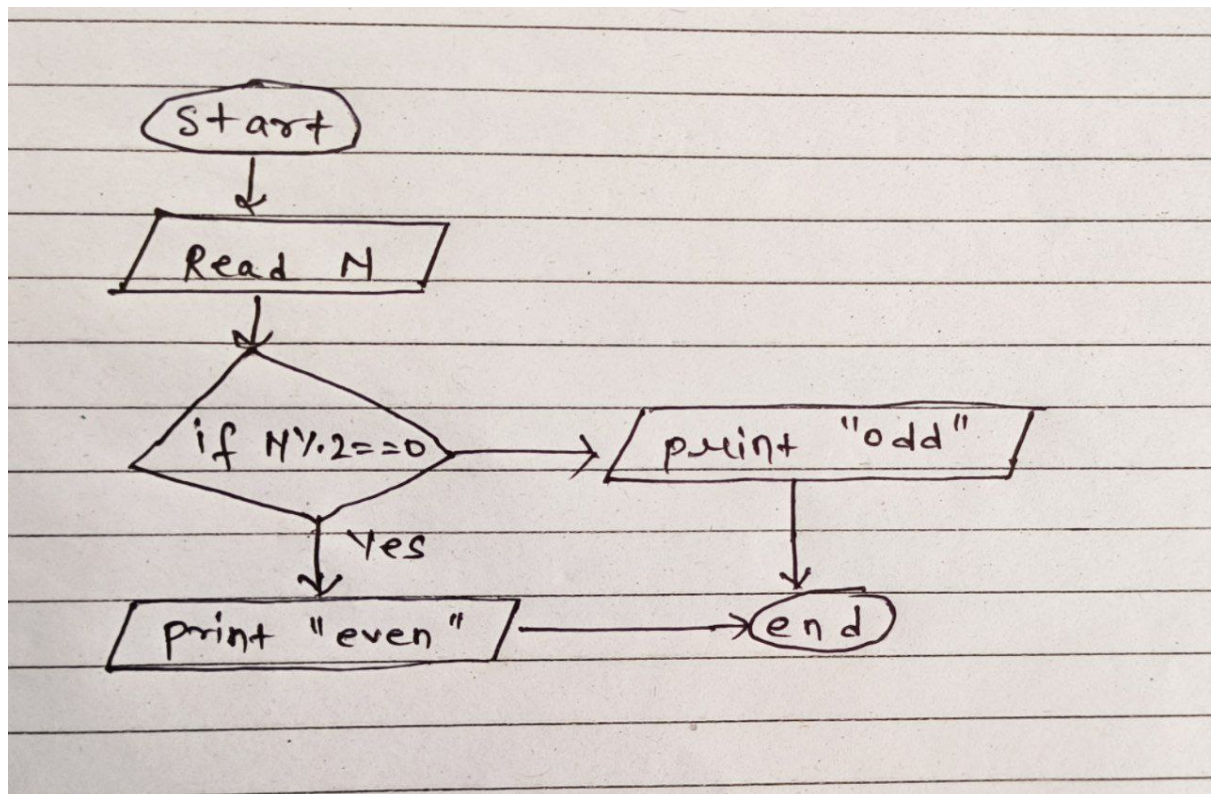 start
Read N
if N%2==0
print "odd"
Yes
print "even"
end